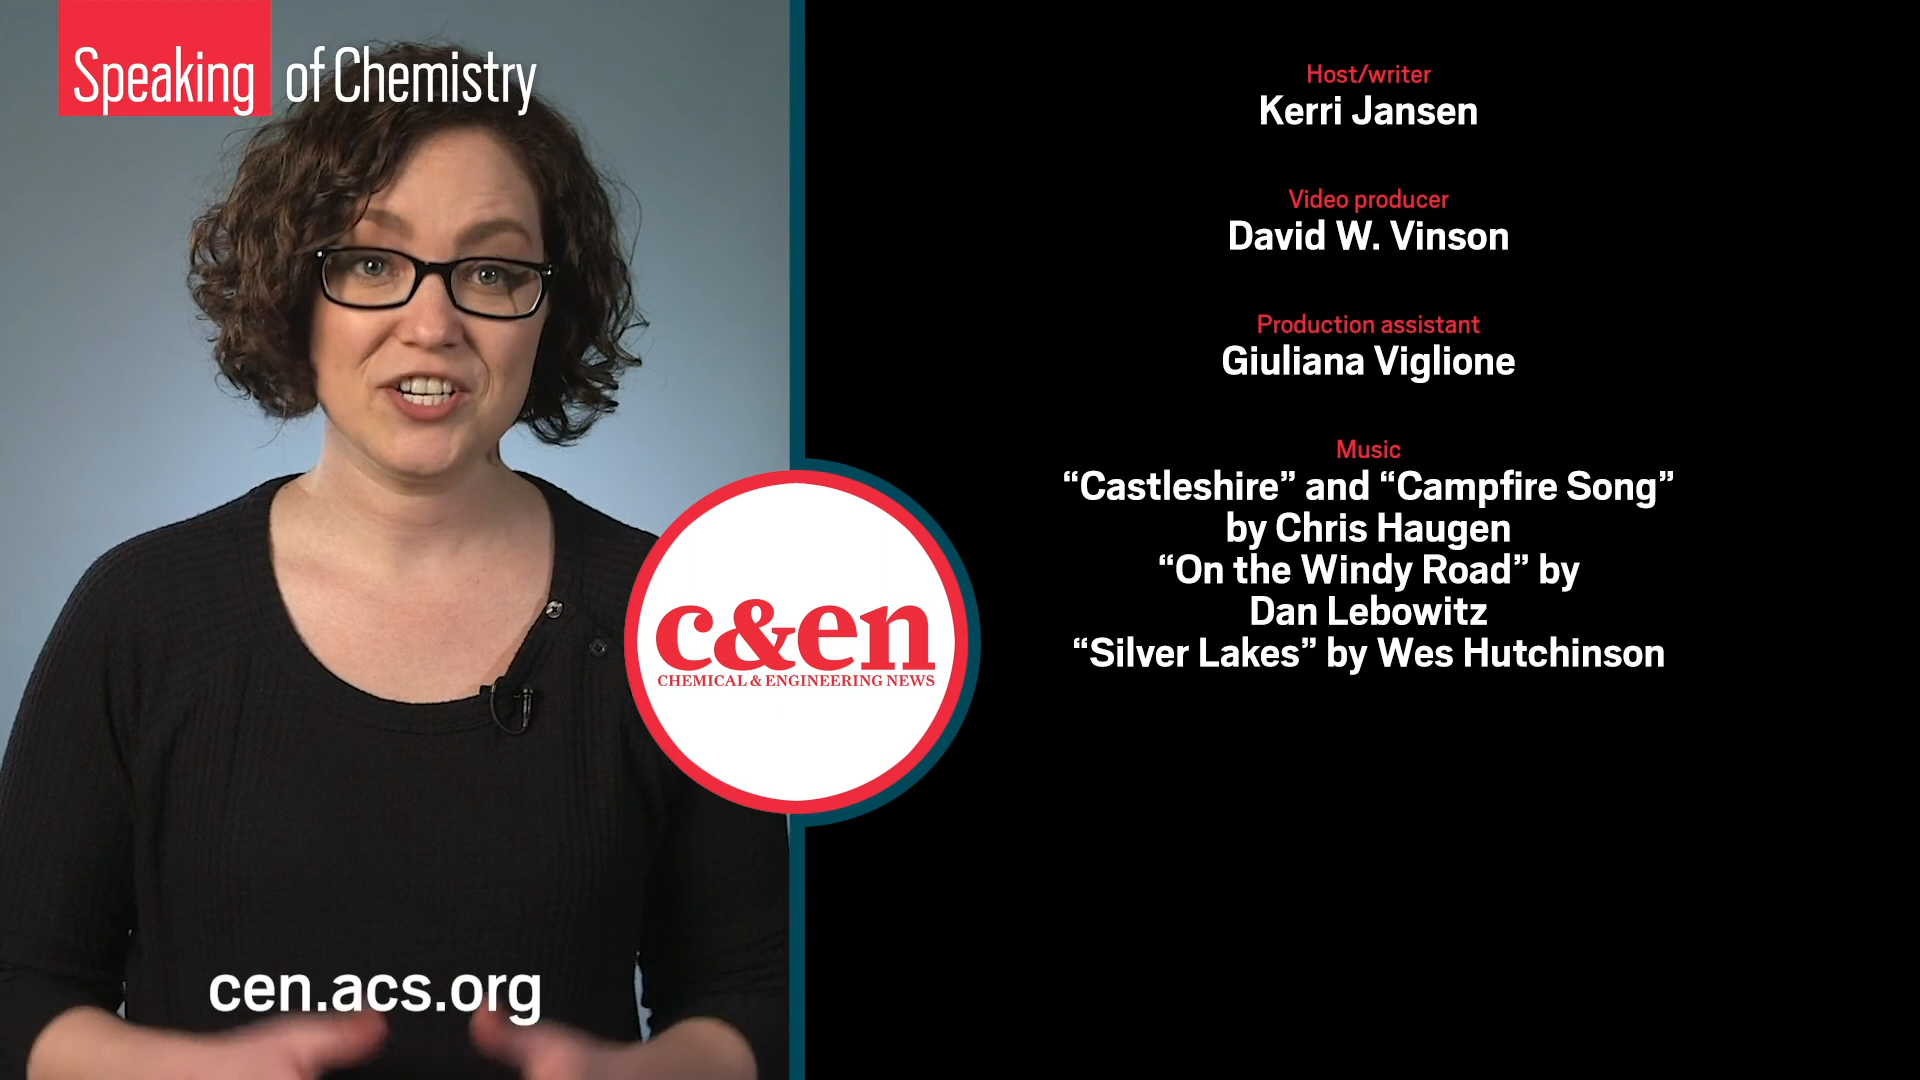 Speaking of Chemistry
Host/writer
Kerri Jansen
Video producer
David W. Vinson
Production assistant
Giuliana Viglione
Music
“Castleshire” and “Campfire Song”
by Chris Haugen
“On the Windy Road” by
Dan Lebowitz
“Silver Lakes” by Wes Hutchinson
c&en
CHEMICAL & ENGINEERING NEWS
cen.acs.org